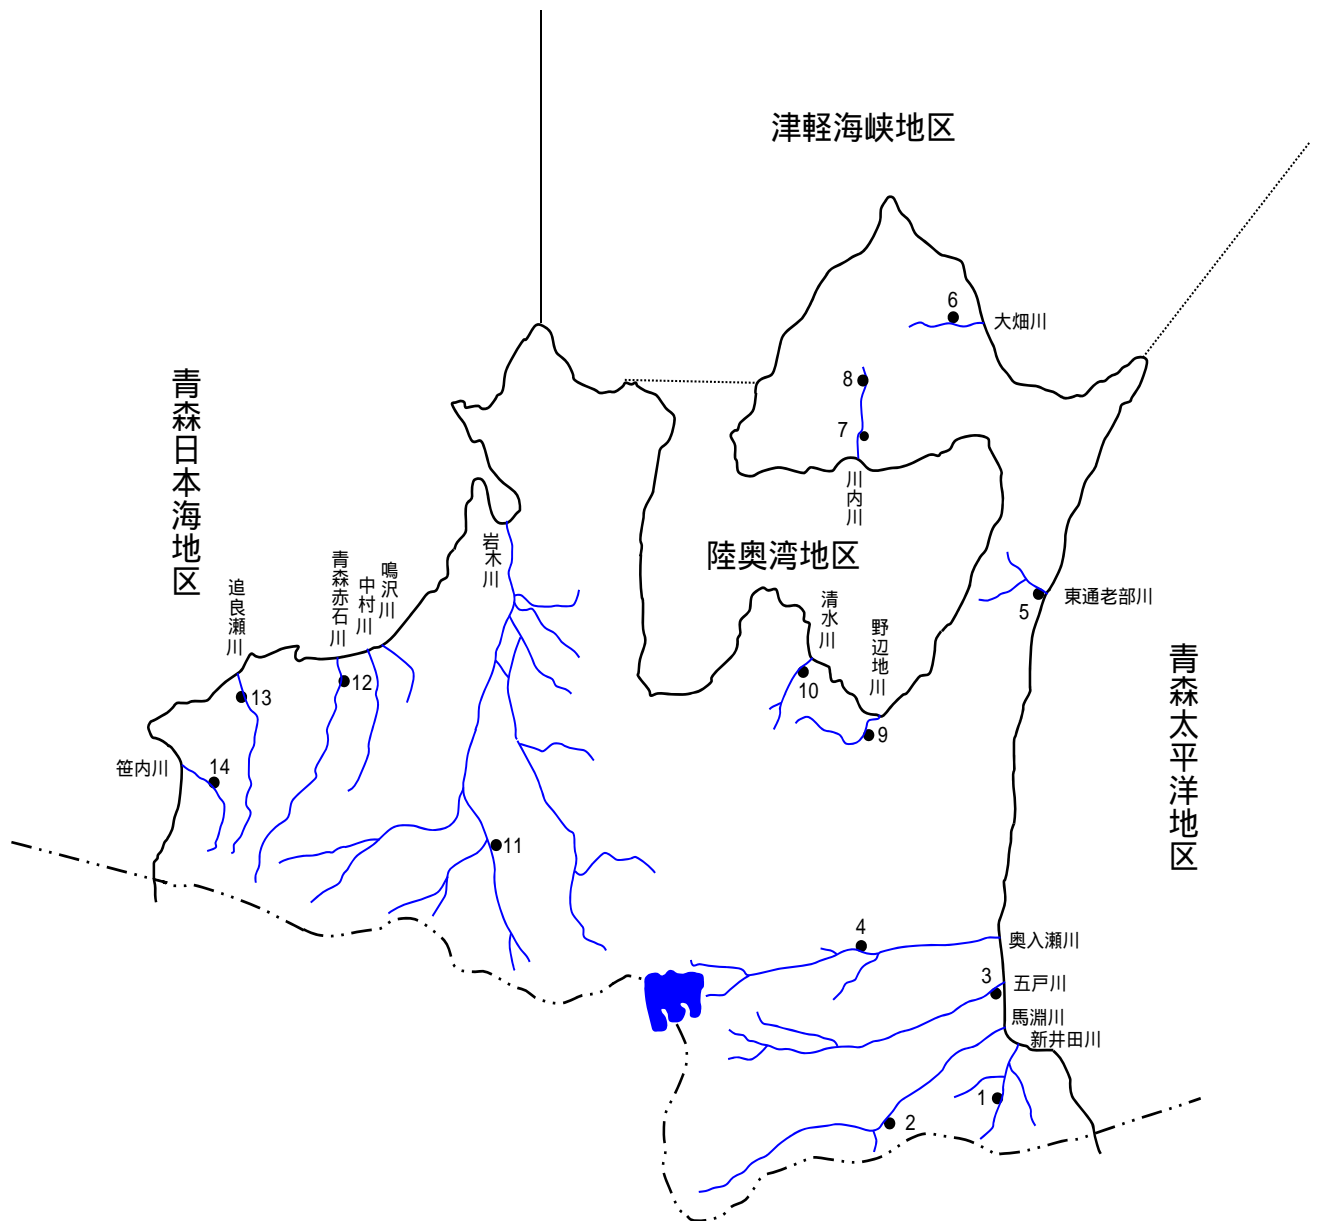 津軽海峡地区
6
大畑川
青森日本海地区
8
7
川内川
陸奥湾地区
岩木川
青森赤石川
鳴沢川
中村川
追良瀬川
清水川
野辺地川
5
東通老部川
青森太平洋地区
12
10
13
9
笹内川
14
11
4
奥入瀬川
3
五戸川
馬淵川
新井田川
1
2